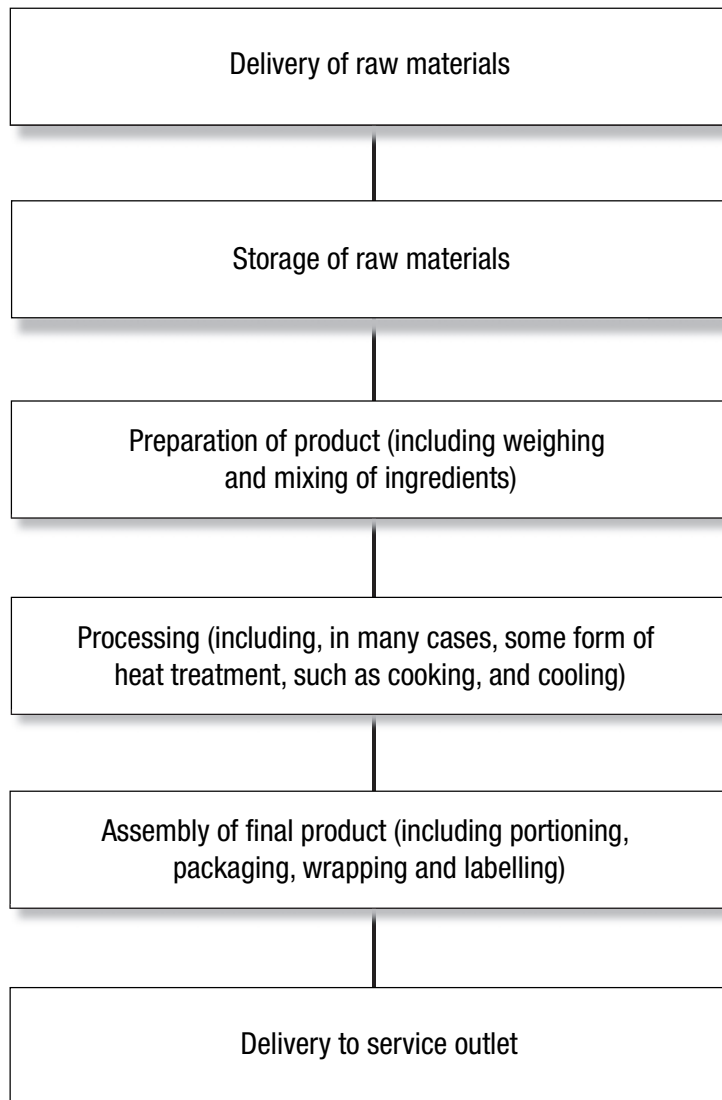 Delivery of raw materials
Storage of raw materials
Preparation of product (including weighing
and mixing of ingredients)
Processing (including, in many cases, some form of
heat treatment, such as cooking, and cooling)
Assembly of final product (including portioning,
packaging, wrapping and labelling)
Delivery to service outlet